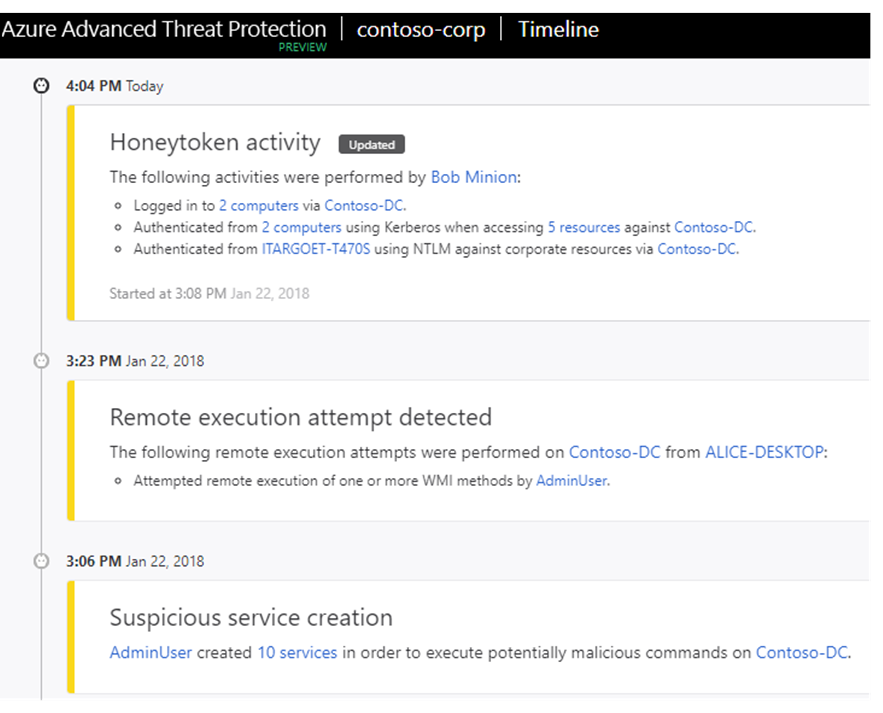 Azure Advanced Threat Protection | contoso-corp | Timeline
PREVIEW
4:04 PM Today
Honeytoken activity Updated
The following activities were performed by Bob Minion:
Logged in to 2 computers via Contoso-DC.
Authenticated from 2 computers using Kerberos when accessing 5 resources against Contoso-DC.
Authenticated from ITARGOET-T470S using NTLM against corporate resources via Contoso-DC.
Started at 3:08 PM Jan 22, 2018
3:23 PM Jan 22, 2018
Remote execution attempt detected
The following remote execution attempts were performed on Contoso-DC from ALICE-DESKTOP:
Attempted remote execution of one or more WMI methods by AdminUser.
3:06 PM Jan 22, 2018
Suspicious service creation
AdminUser created 10 services in order to execute potentially malicious commands on Contoso-DC.